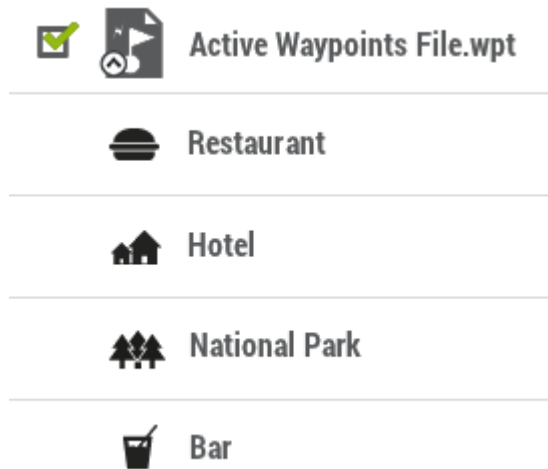 Active Waypoints File.wpt
Restaurant
Hotel
National Park
Bar